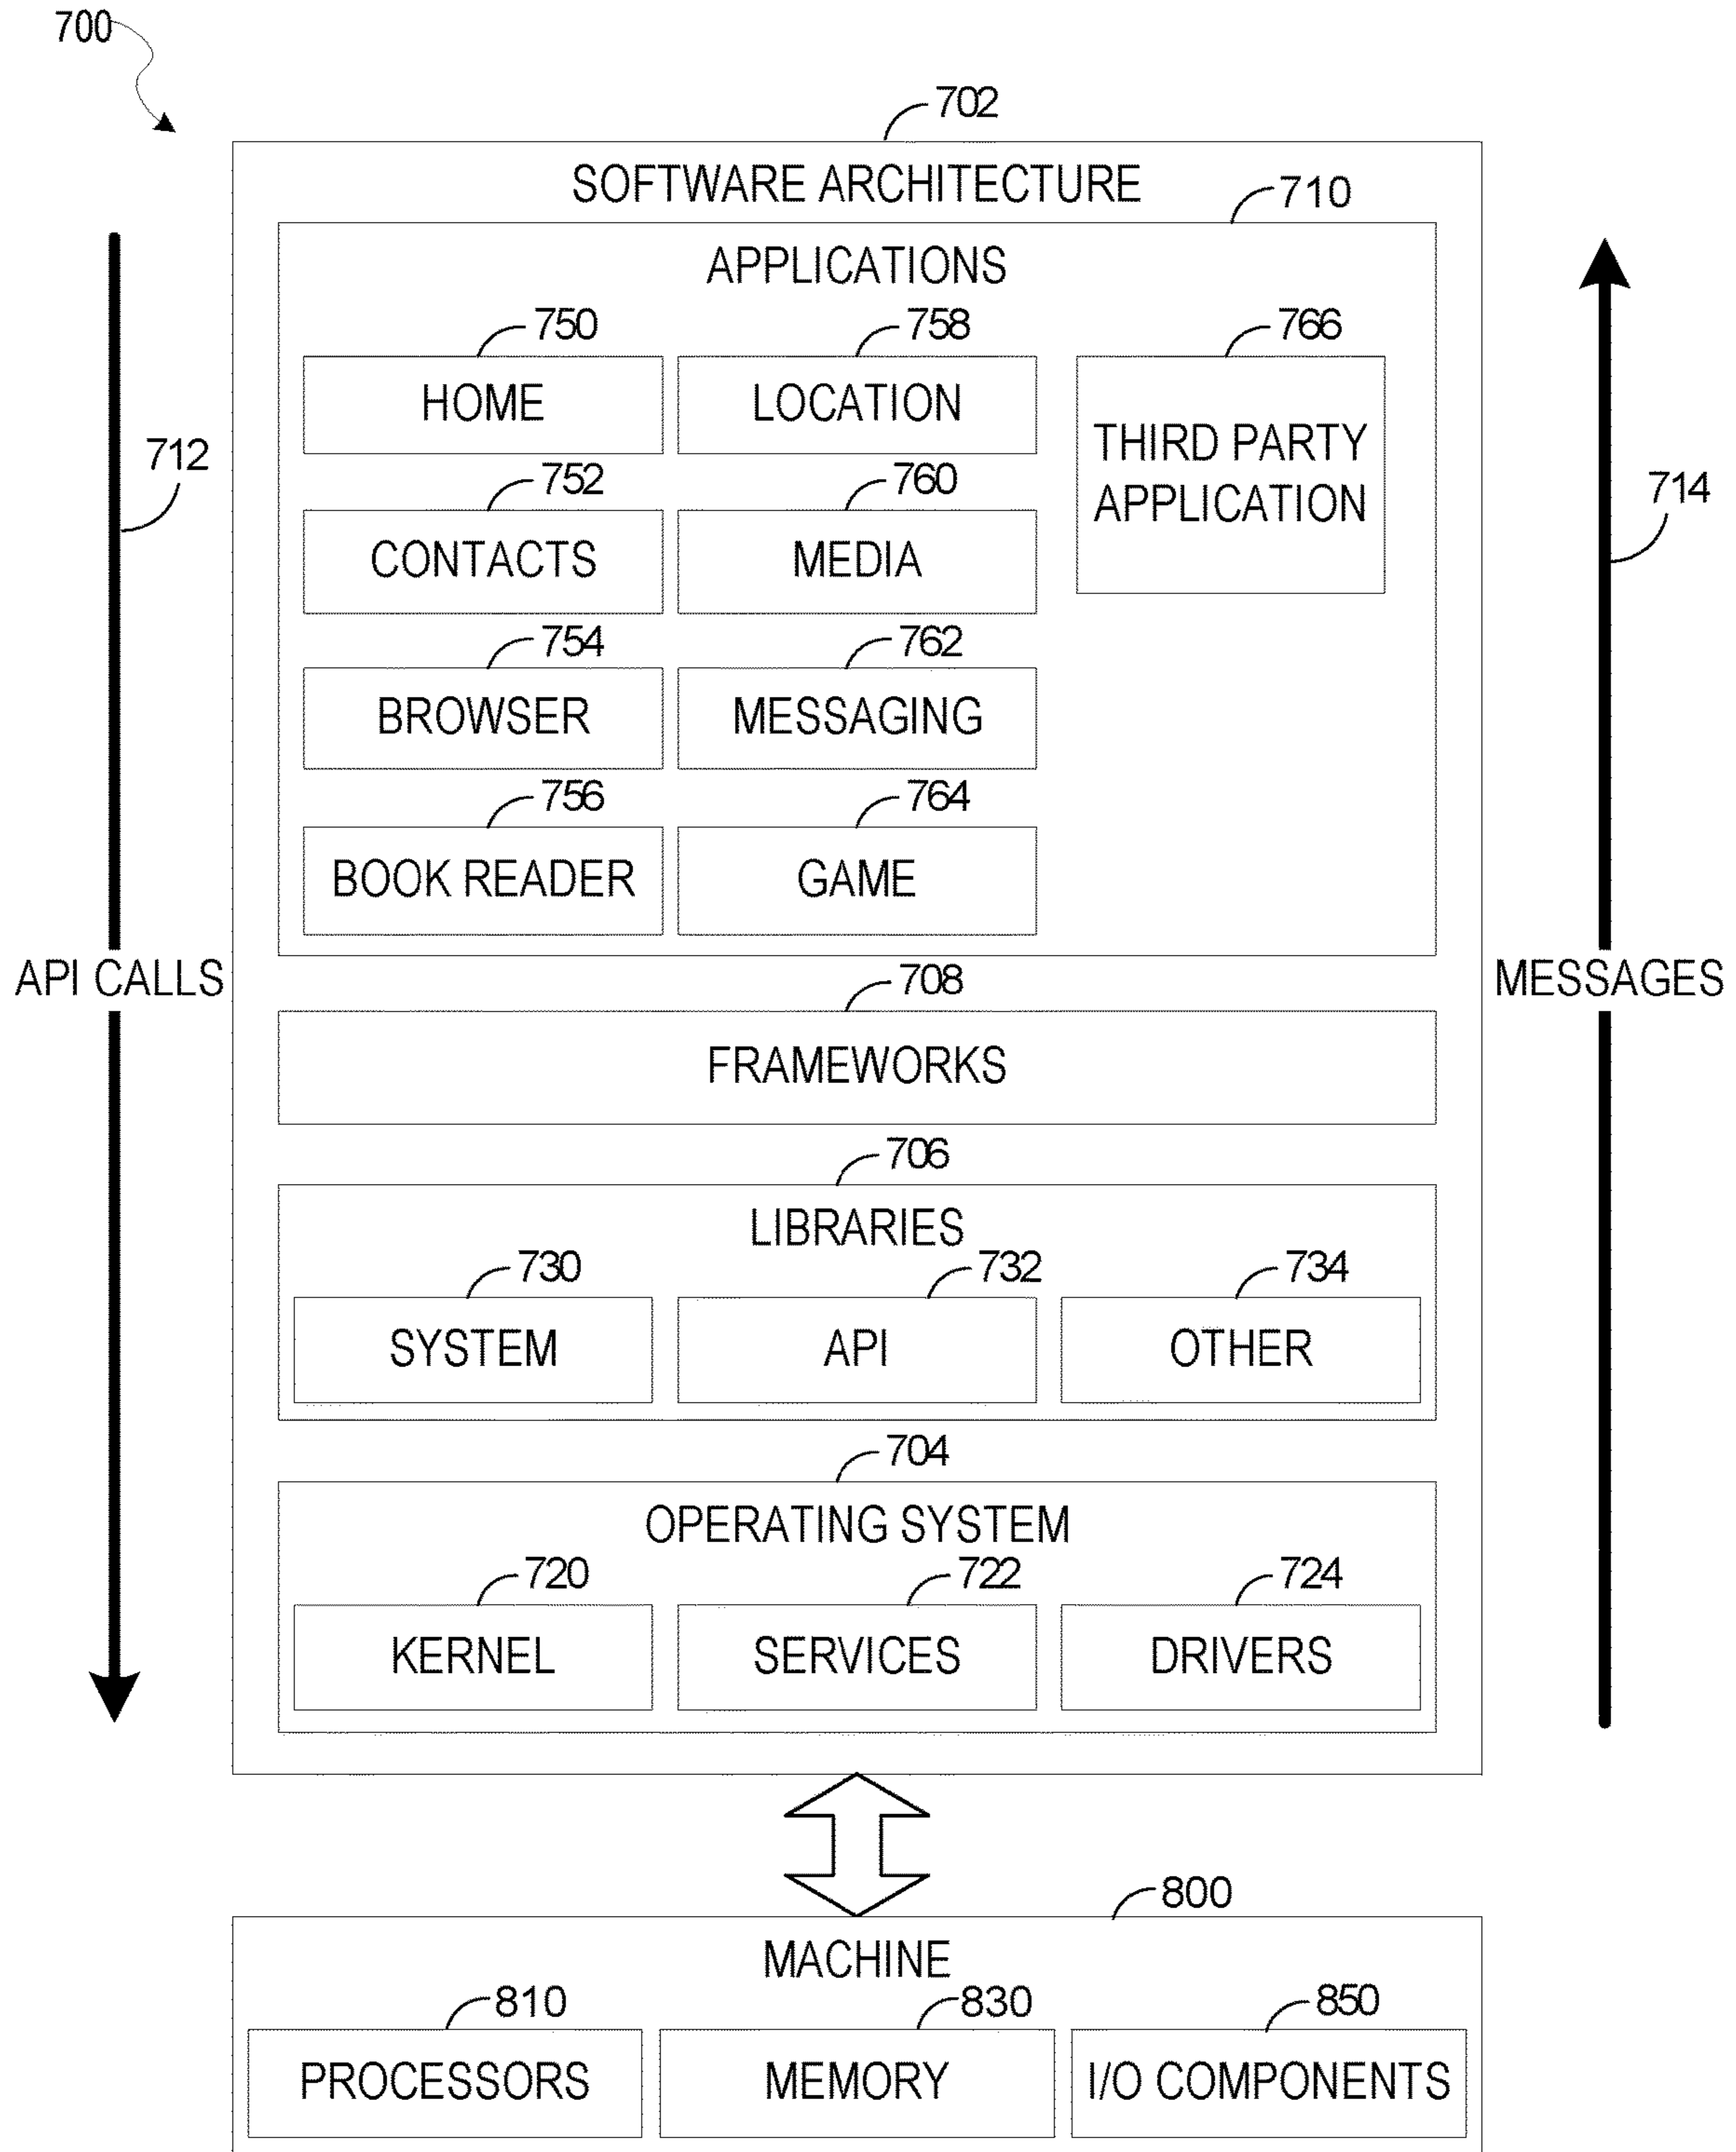 700
702
SOFTWARE ARCHITECTURE
710
APPLICATIONS
750
758
766
HOME
LOCATION
THIRD PARTY
APPLICATION
712
752
760
714
CONTACTS
MEDIA
754
762
BROWSER
MESSAGING
756
764
BOOK READER
GAME
API CALLS
MESSAGES
708
FRAMEWORKS
706
LIBRARIES
730
732
734
SYSTEM
API
OTHER
704
OPERATING SYSTEM
720
722
724
KERNEL
SERVICES
DRIVERS
800
MACHINE
810
830
850
PROCESSORS
MEMORY
I/O COMPONENTS